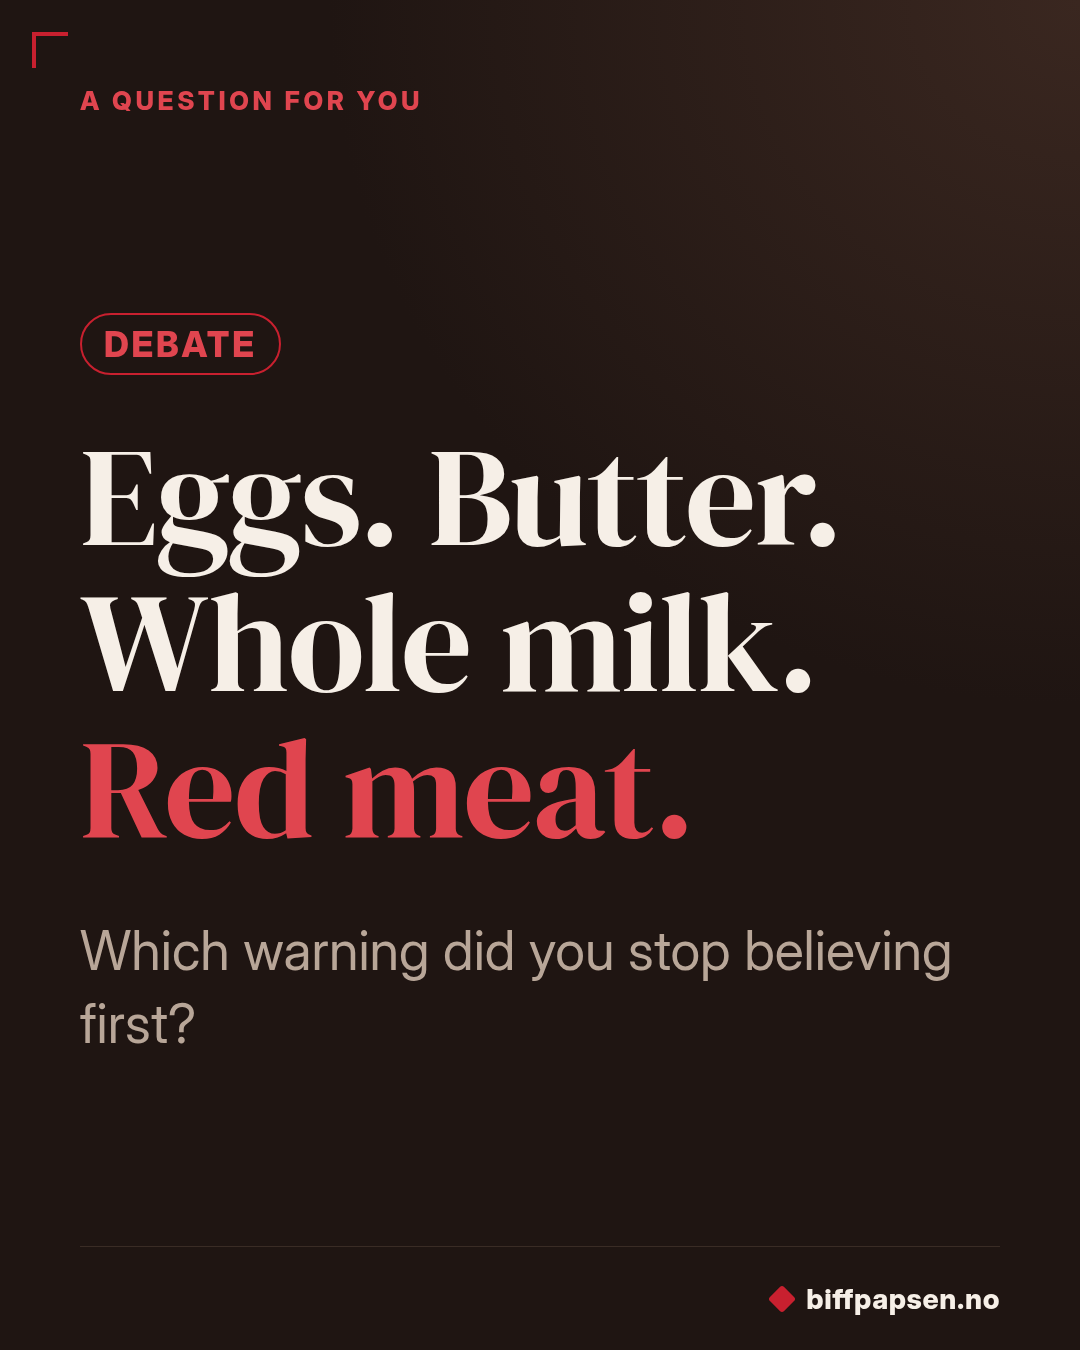 A QUESTION FOR YOU
DEBATE
Eggs. Butter.
Whole milk.
Red meat.
Which warning did you stop believing
first?
biffpapsen.no